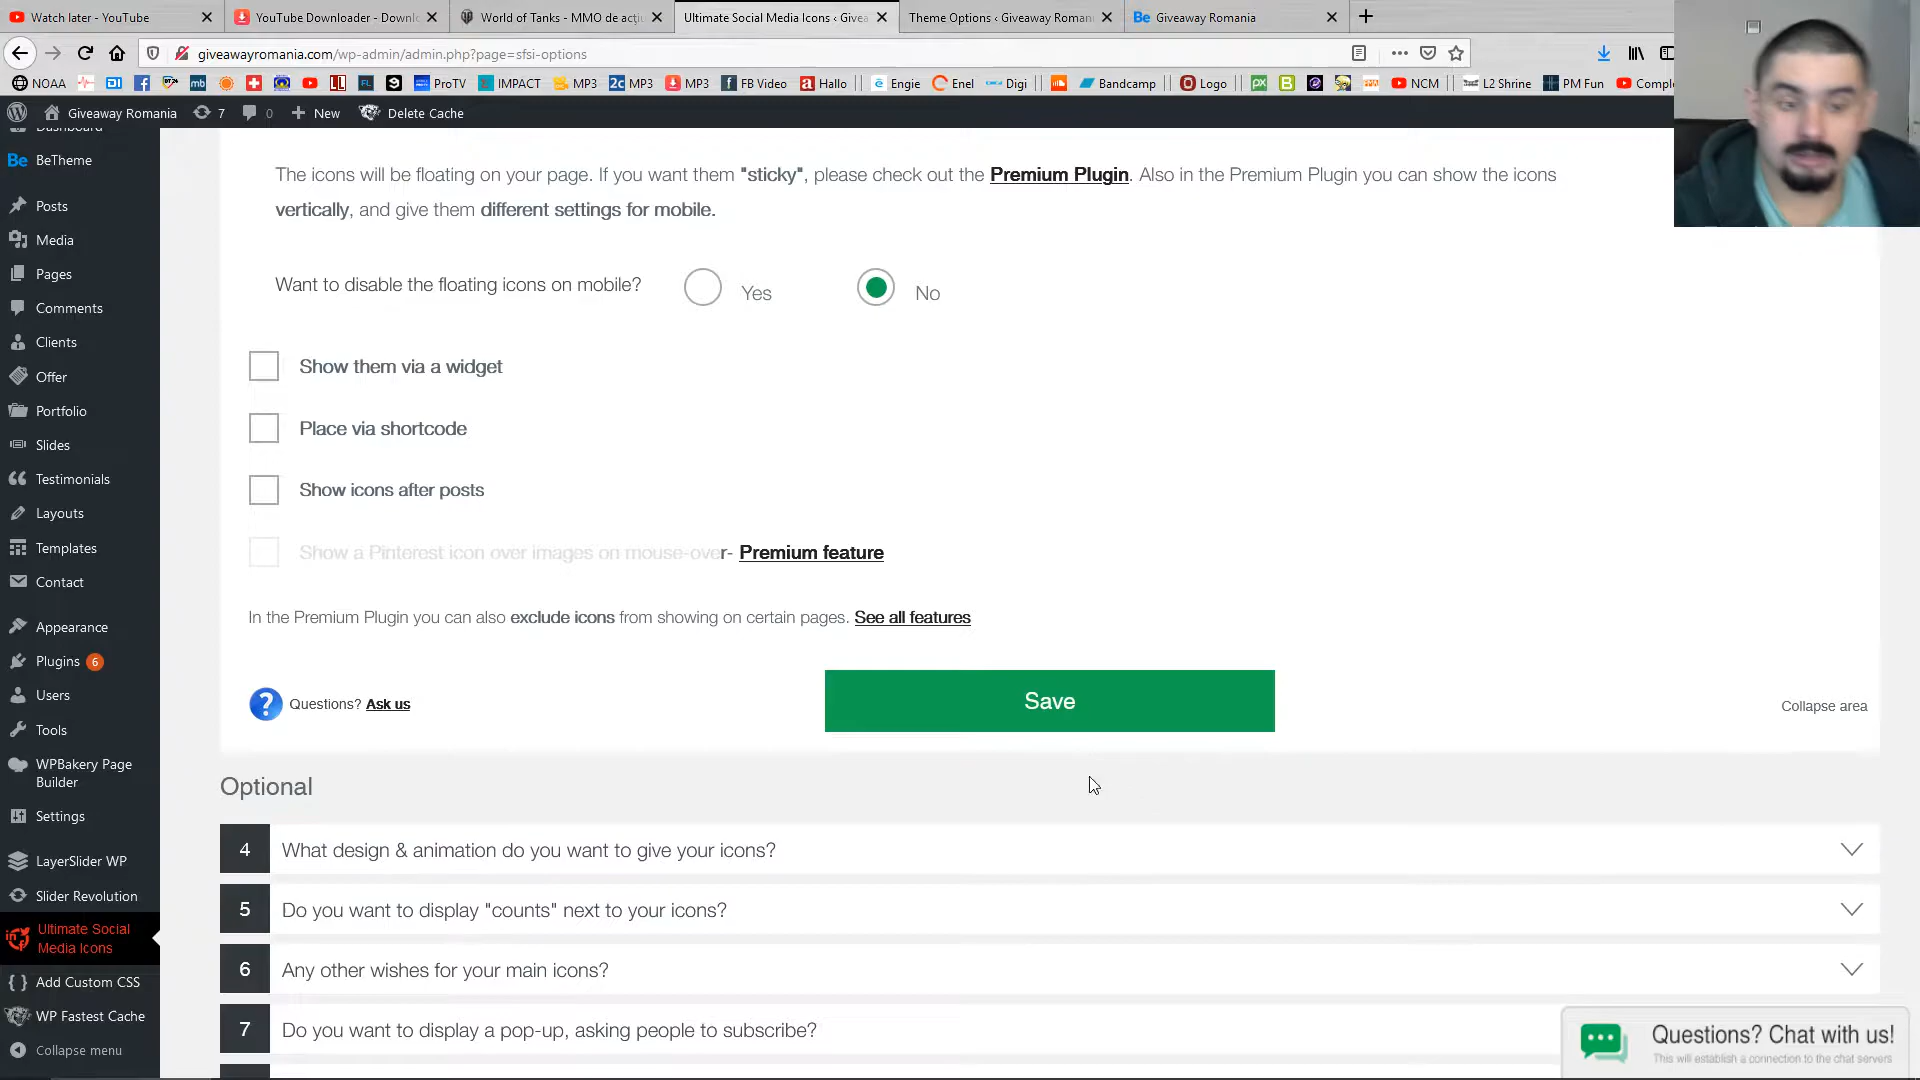 Watch later - YouTube
YouTube Downloader - Downl
World of Tanks - MMO de acțiu
Ultimate Social Media Icons ‹ Givea
Theme Options ‹ Giveaway Roman
Be Giveaway Romania
giveawayromania.com/wp-admin/admin.php?page=sfsi-options
NOAA
ProTV
IMPACT
MP3
MP3
MP3
FB Video
Hallo
Engie
Enel
Digi
Bandcamp
Logo
NCM
L2 Shrine
PM Fun
Compl
Giveaway Romania
7
0
New
Delete Cache
Dashboard
Be BeTheme
Posts
Media
Pages
Comments
Clients
Offer
Portfolio
Slides
Testimonials
Layouts
Templates
Contact
Appearance
Plugins 6
Users
Tools
WPBakery Page
Builder
Settings
LayerSlider WP
Slider Revolution
Ultimate Social
Media Icons
Add Custom CSS
WP Fastest Cache
Collapse menu
The icons will be floating on your page. If you want them "sticky", please check out the Premium Plugin. Also in the Premium Plugin you can show the icons
vertically, and give them different settings for mobile.
Want to disable the floating icons on mobile?
Yes
No
Show them via a widget
Place via shortcode
Show icons after posts
Show a Pinterest icon over images on mouse-over- Premium feature
In the Premium Plugin you can also exclude icons from showing on certain pages. See all features
Questions? Ask us
Save
Collapse area
Optional
4 What design & animation do you want to give your icons?
5 Do you want to display "counts" next to your icons?
6 Any other wishes for your main icons?
7 Do you want to display a pop-up, asking people to subscribe?
Questions? Chat with us!
This will establish a connection to the chat servers